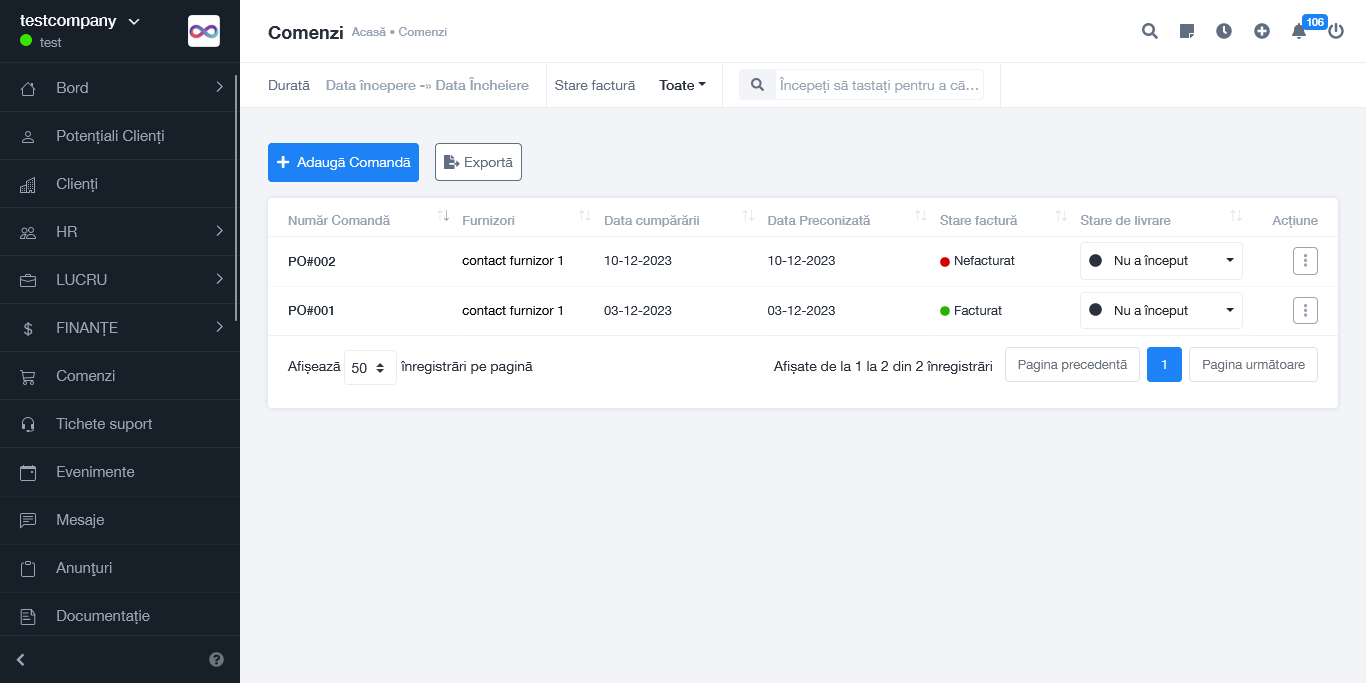 testcompany
test
Bord
Potențiali Clienți
Clienți
HR
LUCRU
FINANȚE
Comenzi
Tichete suport
Evenimente
Mesaje
Anunțuri
Documentație
Comenzi Acasă • Comenzi
106
Durată Data începere -» Data Încheiere Stare factură Toate Începeți să tastați pentru a că...
Adaugă Comandă Exportă
Număr Comandă Furnizori Data cumpărării Data Preconizată Stare factură Stare de livrare Acțiune
PO#002 contact furnizor 1 10-12-2023 10-12-2023 Nefacturat Nu a început
PO#001 contact furnizor 1 03-12-2023 03-12-2023 Facturat Nu a început
Afișează 50 înregistrări pe pagină Afișate de la 1 la 2 din 2 înregistrări Pagina precedentă 1 Pagina următoare